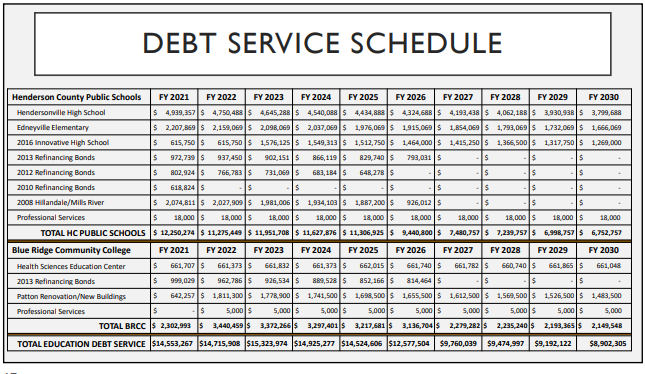 DEBT SERVICE SCHEDULE
Henderson County Public Schools FY 2021 FY 2022 FY 2023 FY 2024 FY 2025 FY 2026 FY 2027 FY 2028 FY 2029 FY 2030
Hendersonville High School $ 4,939,357 $ 4,750,488 $ 4,645,288 $ 4,540,088 $ 4,434,888 $ 4,324,688 $ 4,193,438 $ 4,062,188 $ 3,930,938 $ 3,799,688
Edneyville Elementary $ 2,207,869 $ 2,159,069 $ 2,098,069 $ 2,037,069 $ 1,976,069 $ 1,915,069 $ 1,854,069 $ 1,793,069 $ 1,732,069 $ 1,666,069
2016 Innovative High School $ 615,750 $ 615,750 $ 1,576,125 $ 1,549,313 $ 1,512,750 $ 1,464,000 $ 1,415,250 $ 1,366,500 $ 1,317,750 $ 1,269,000
2013 Refinancing Bonds $ 972,739 $ 937,450 $ 902,151 $ 866,119 $ 829,740 $ 793,031 $ - $ - $ - $ -
2012 Refinancing Bonds $ 802,924 $ 766,783 $ 731,069 $ 683,184 $ 648,278 $ - $ - $ - $ - $ -
2010 Refinancing Bonds $ 618,824 $ - $ - $ - $ - $ - $ - $ - $ - $ -
2008 Hillandale/Mills River $ 2,074,811 $ 2,027,909 $ 1,981,006 $ 1,934,103 $ 1,887,200 $ 926,012 $ - $ - $ - $ -
Professional Services $ 18,000 $ 18,000 $ 18,000 $ 18,000 $ 18,000 $ 18,000 $ 18,000 $ 18,000 $ 18,000 $ 18,000
TOTAL HC PUBLIC SCHOOLS $ 12,250,274 $ 11,275,449 $ 11,951,708 $ 11,627,876 $ 11,306,925 $ 9,440,800 $ 7,480,757 $ 7,239,757 $ 6,998,757 $ 6,752,757
Blue Ridge Community College FY 2021 FY 2022 FY 2023 FY 2024 FY 2025 FY 2026 FY 2027 FY 2028 FY 2029 FY 2030
Health Sciences Education Center $ 661,707 $ 661,373 $ 661,832 $ 661,373 $ 662,015 $ 661,740 $ 661,782 $ 660,740 $ 661,865 $ 661,048
2013 Refinancing Bonds $ 999,029 $ 962,786 $ 926,534 $ 889,528 $ 852,166 $ 814,464 $ - $ - $ - $ -
Patton Renovation/New Buildings $ 642,257 $ 1,811,300 $ 1,778,900 $ 1,741,500 $ 1,698,500 $ 1,655,500 $ 1,612,500 $ 1,569,500 $ 1,526,500 $ 1,483,500
Professional Services $ - $ 5,000 $ 5,000 $ 5,000 $ 5,000 $ 5,000 $ 5,000 $ 5,000 $ 5,000 $ 5,000
TOTAL BRCC $ 2,302,993 $ 3,440,459 $ 3,372,266 $ 3,297,401 $ 3,217,681 $ 3,136,704 $ 2,279,282 $ 2,235,240 $ 2,193,365 $ 2,149,548
TOTAL EDUCATION DEBT SERVICE $14,553,267 $14,715,908 $15,323,974 $14,925,277 $14,524,606 $12,577,504 $9,760,039 $9,474,997 $9,192,122 $8,902,305